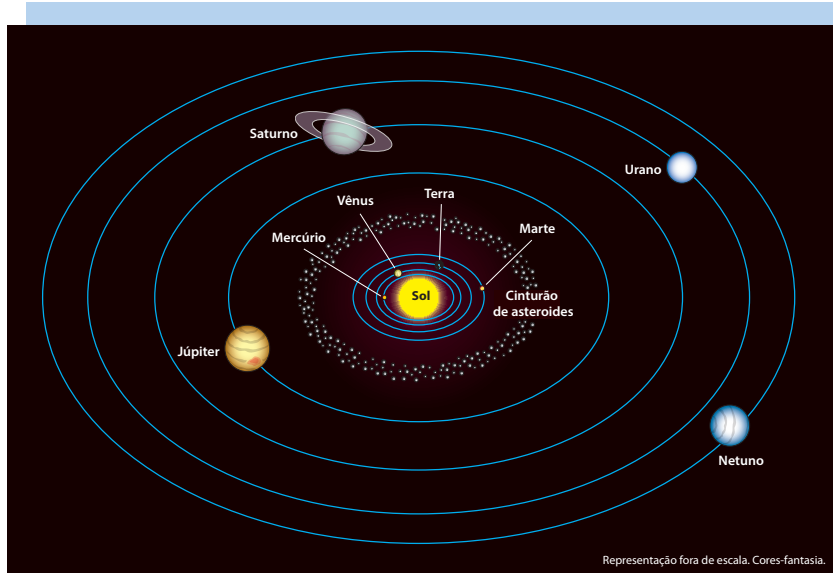 Saturno
Urano
Terra
Vênus
Marte
Mercúrio
Sol
Cinturão
de asteroides
Júpiter
Netuno
Representação fora de escala. Cores-fantasia.